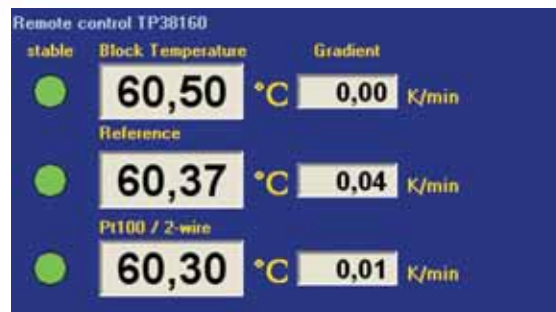 Remote control TP38160
stable Block Temperature Gradient
60,50 °C 0,00 K/min
Reference
60,37 °C 0,04 K/min
Pt100 / 2-wire
60,30 °C 0,01 K/min